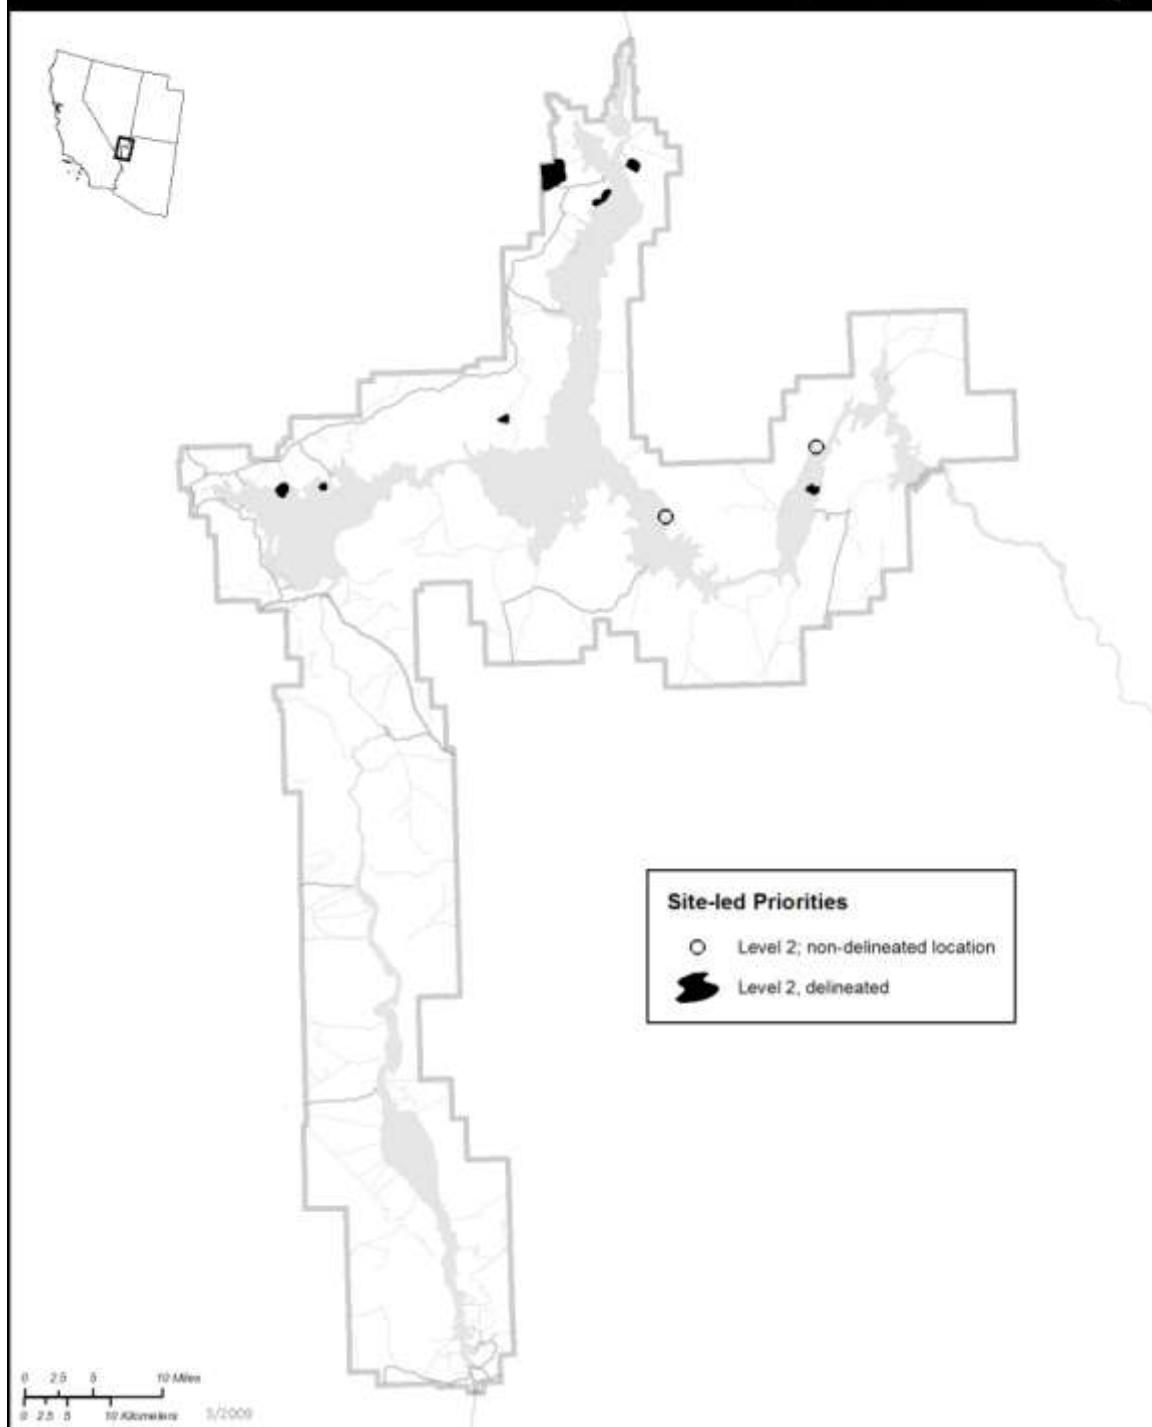 Site-led Priorities
Level 2; non-delineated location
Level 2, delineated
0 2.5 5 10 Miles
0 2.5 5 10 Kilometers
5/2009